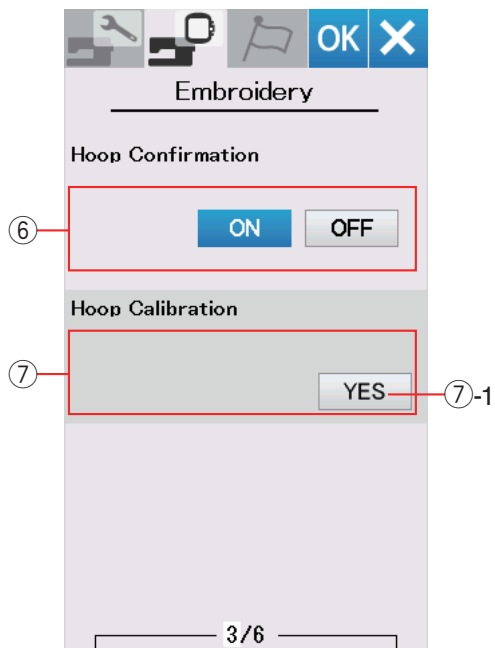 OK X
Embroidery
Hoop Confirmation
⑥ ON OFF
Hoop Calibration
⑦ YES ⑦-1
3/6